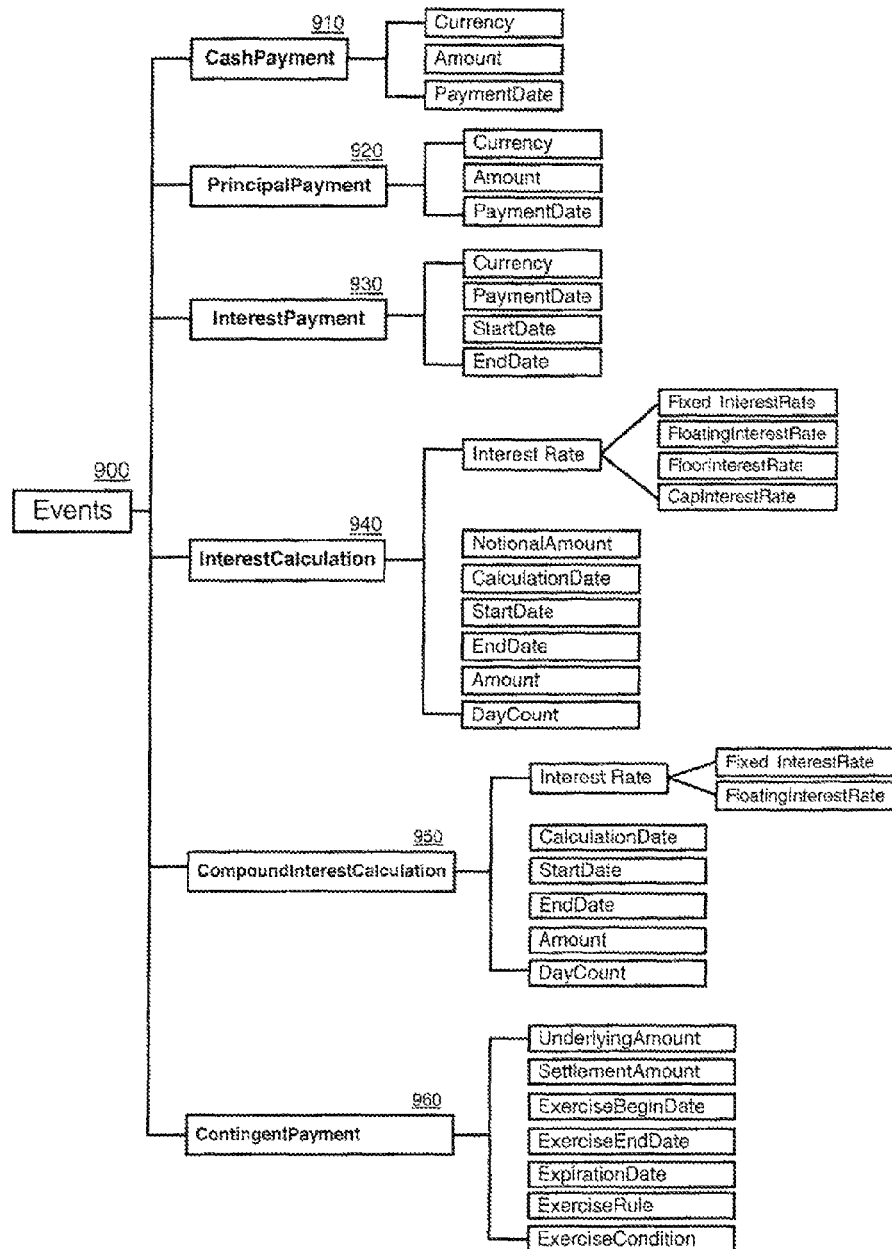 910
CashPayment
Currency
Amount
PaymentDate
920
PrincipalPayment
Currency
Amount
PaymentDate
930
InterestPayment
Currency
PaymentDate
StartDate
EndDate
900
Events
940
InterestCalculation
Interest Rate
Fixed InterestRate
FloatingInterestRate
FloorInterestRate
CapInterestRate
NotionalAmount
CalculationDate
StartDate
EndDate
Amount
DayCount
950
CompoundInterestCalculation
Interest Rate
Fixed InterestRate
FloatingInterestRate
CalculationDate
StartDate
EndDate
Amount
DayCount
960
ContingentPayment
UnderlyingAmount
SettlementAmount
ExerciseBeginDate
ExerciseEndDate
ExpirationDate
ExerciseRule
ExerciseCondition